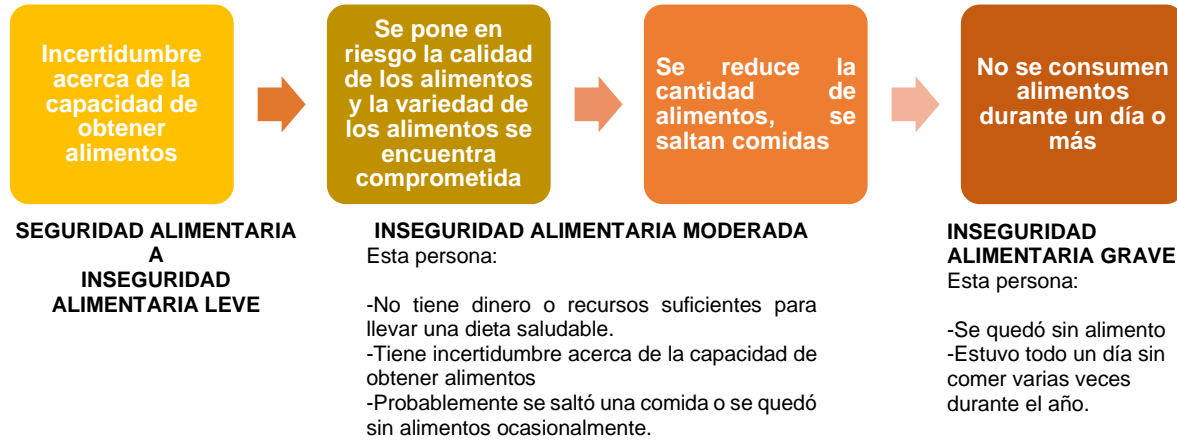 Incertidumbre
acerca de la
capacidad de
obtener
alimentos
Se pone en
riesgo la calidad
de los alimentos
y la variedad de
los alimentos se
encuentra
comprometida
Se reduce la
cantidad de
alimentos, se
saltan comidas
No se consumen
alimentos
durante un día o
más
SEGURIDAD ALIMENTARIA
A
INSEGURIDAD
ALIMENTARIA LEVE
INSEGURIDAD ALIMENTARIA MODERADA
Esta persona:
-No tiene dinero o recursos suficientes para
llevar una dieta saludable.
-Tiene incertidumbre acerca de la capacidad de
obtener alimentos
-Probablemente se saltó una comida o se quedó
sin alimentos ocasionalmente.
INSEGURIDAD
ALIMENTARIA GRAVE
Esta persona:
-Se quedó sin alimento
-Estuvo todo un día sin
comer varias veces
durante el año.